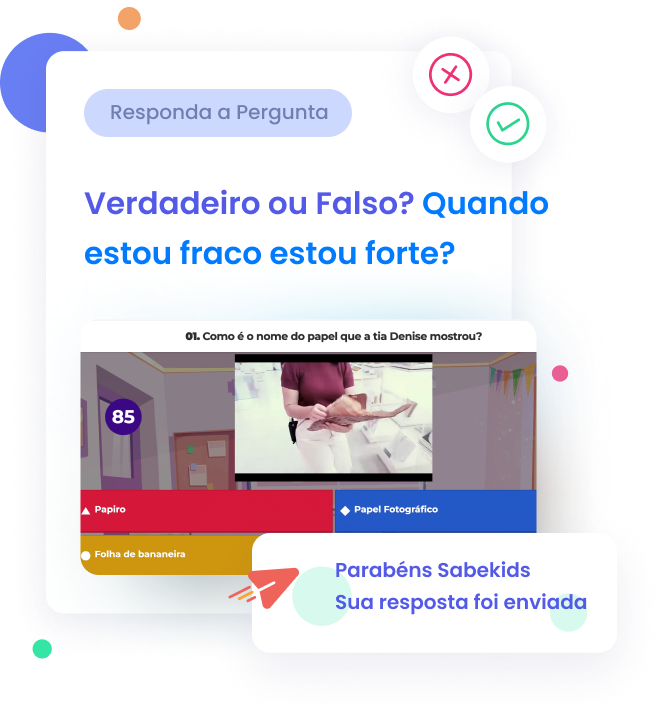 Responda a Pergunta
Verdadeiro ou Falso? Quando
estou fraco estou forte?
01. Como é o nome do papel que a tia Denise mostrou?
85
Papiro
Papel Fotográfico
Folha de bananeira
Parabéns Sabekids
Sua resposta foi enviada